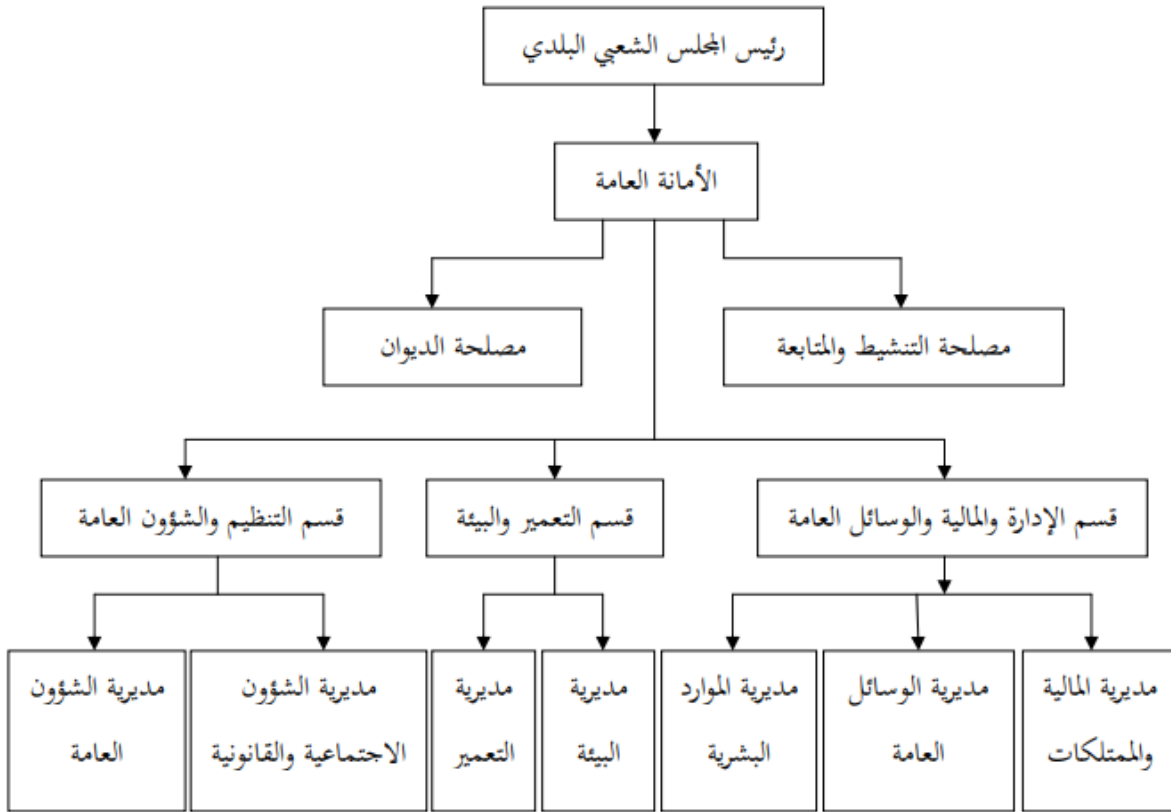 رئيس المجلس الشعبي البلدي
الأمانة العامة
مصلحة التنشيط والمتابعة
مصلحة الديوان
قسم الإدارة والمالية والوسائل العامة
قسم التعمير والبيئة
قسم التنظيم والشؤون العامة
مديرية المالية
والممتلكات
مديرية الوسائل
العامة
مديرية الموارد
البشرية
مديرية
البيئة
مديرية
التعمير
مديرية الشؤون
الاجتماعية والقانونية
مديرية الشؤون
العامة